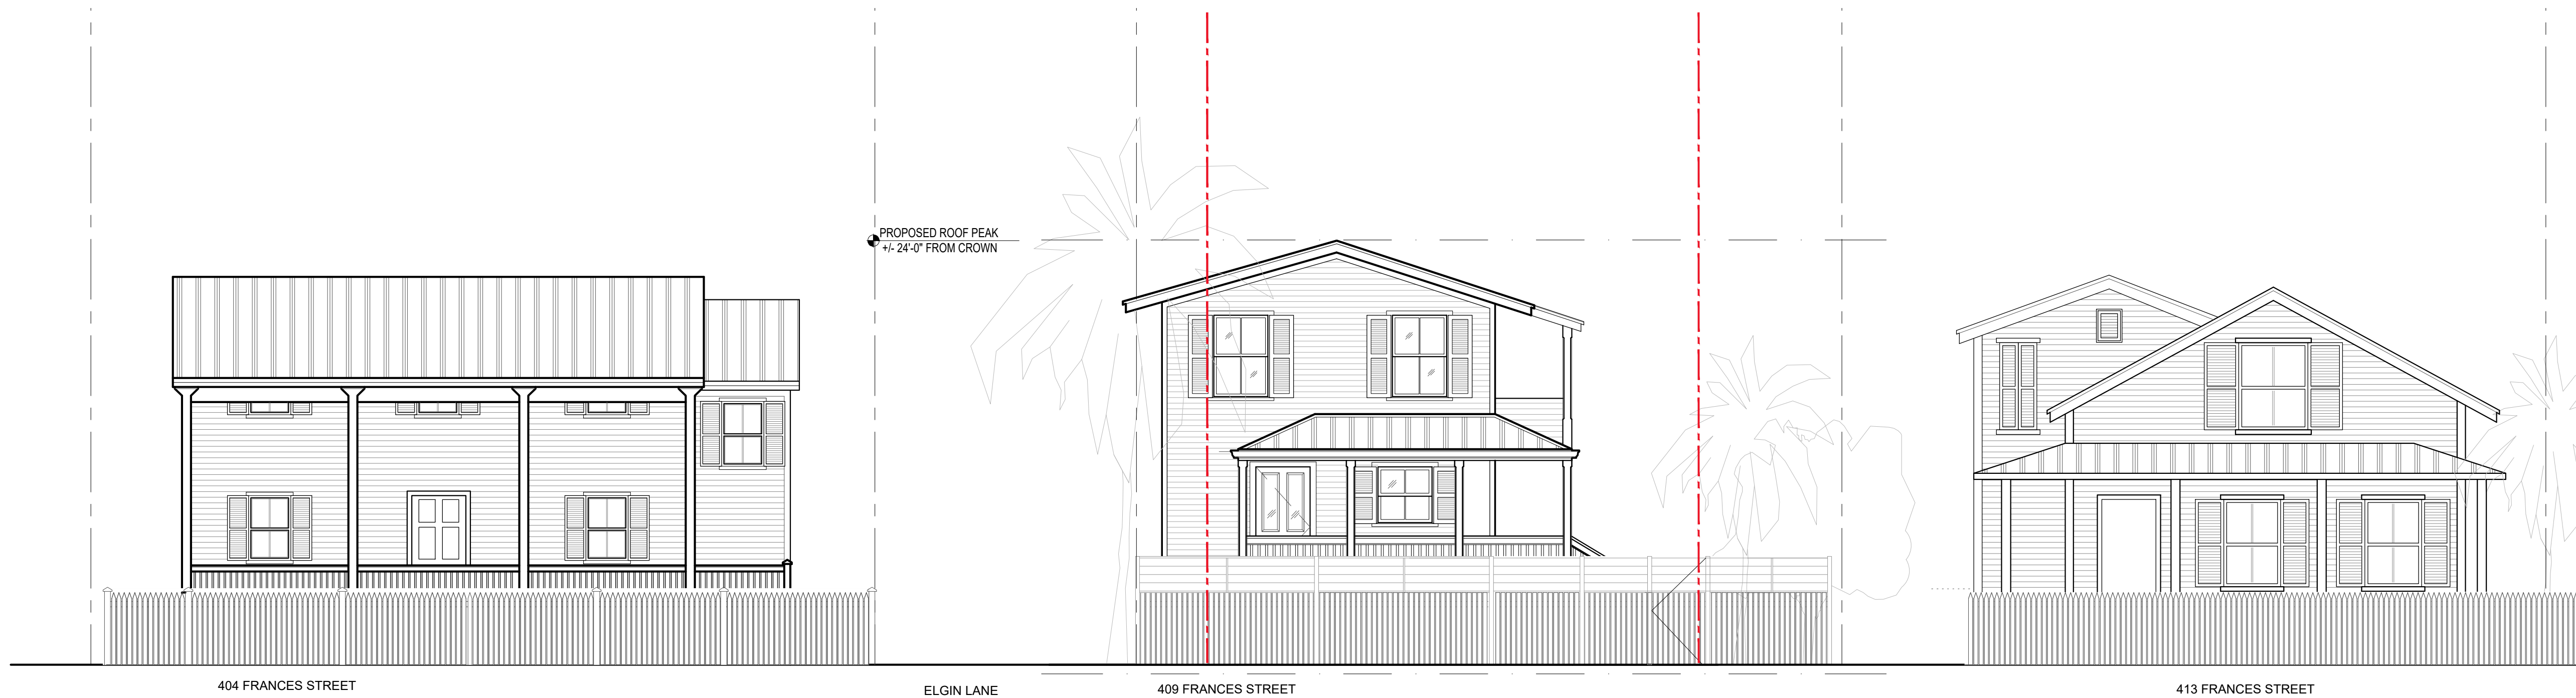 PROPOSED ROOF PEAK
+/- 24'-0" FROM CROWN
404 FRANCES STREET
ELGIN LANE
409 FRANCES STREET
413 FRANCES STREET